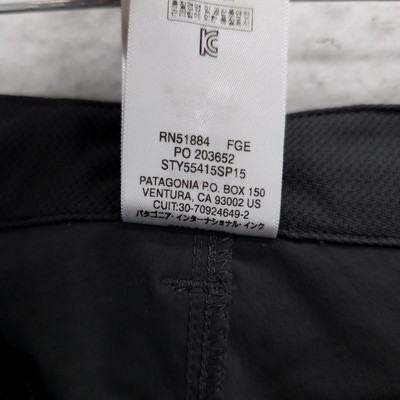 RN51884 FGE
PO 203652
STY55415SP15
PATAGONIA P.O. BOX 150
VENTURA, CA 93002 US
CUIT:30-70924649-2
パタゴニア・インターナショナル・インク